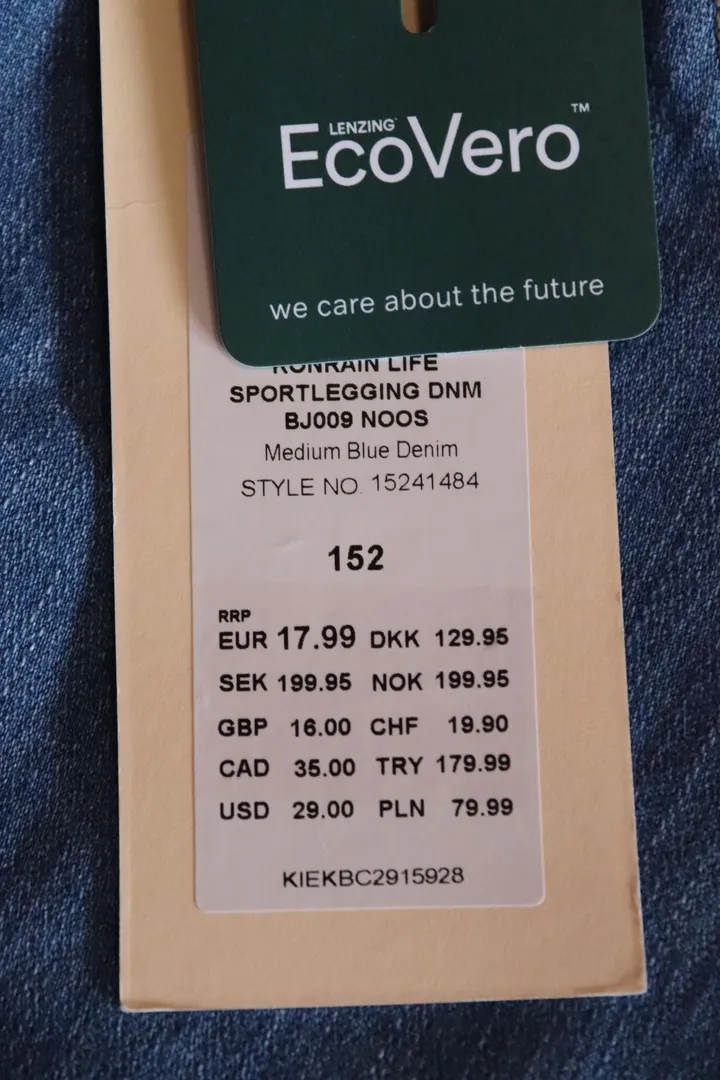 LENZING
EcoVero™
we care about the future
KONRAIN LIFE
SPORTLEGGING DNM
BJ009 NOOS
Medium Blue Denim
STYLE NO. 15241484
152
RRP
EUR 17.99 DKK 129.95
SEK 199.95 NOK 199.95
GBP 16.00 CHF 19.90
CAD 35.00 TRY 179.99
USD 29.00 PLN 79.99
KIEKBC2915928